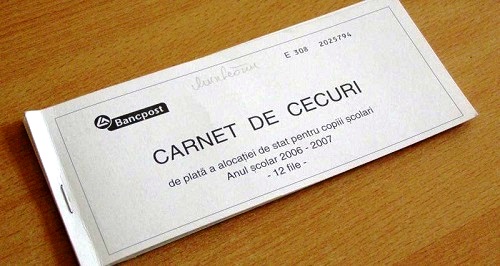 E 308 2025794
Bancpost
CARNET DE CECURI
de plată a alocației de stat pentru copiii școlari
Anul școlar 2006 - 2007
- 12 file -